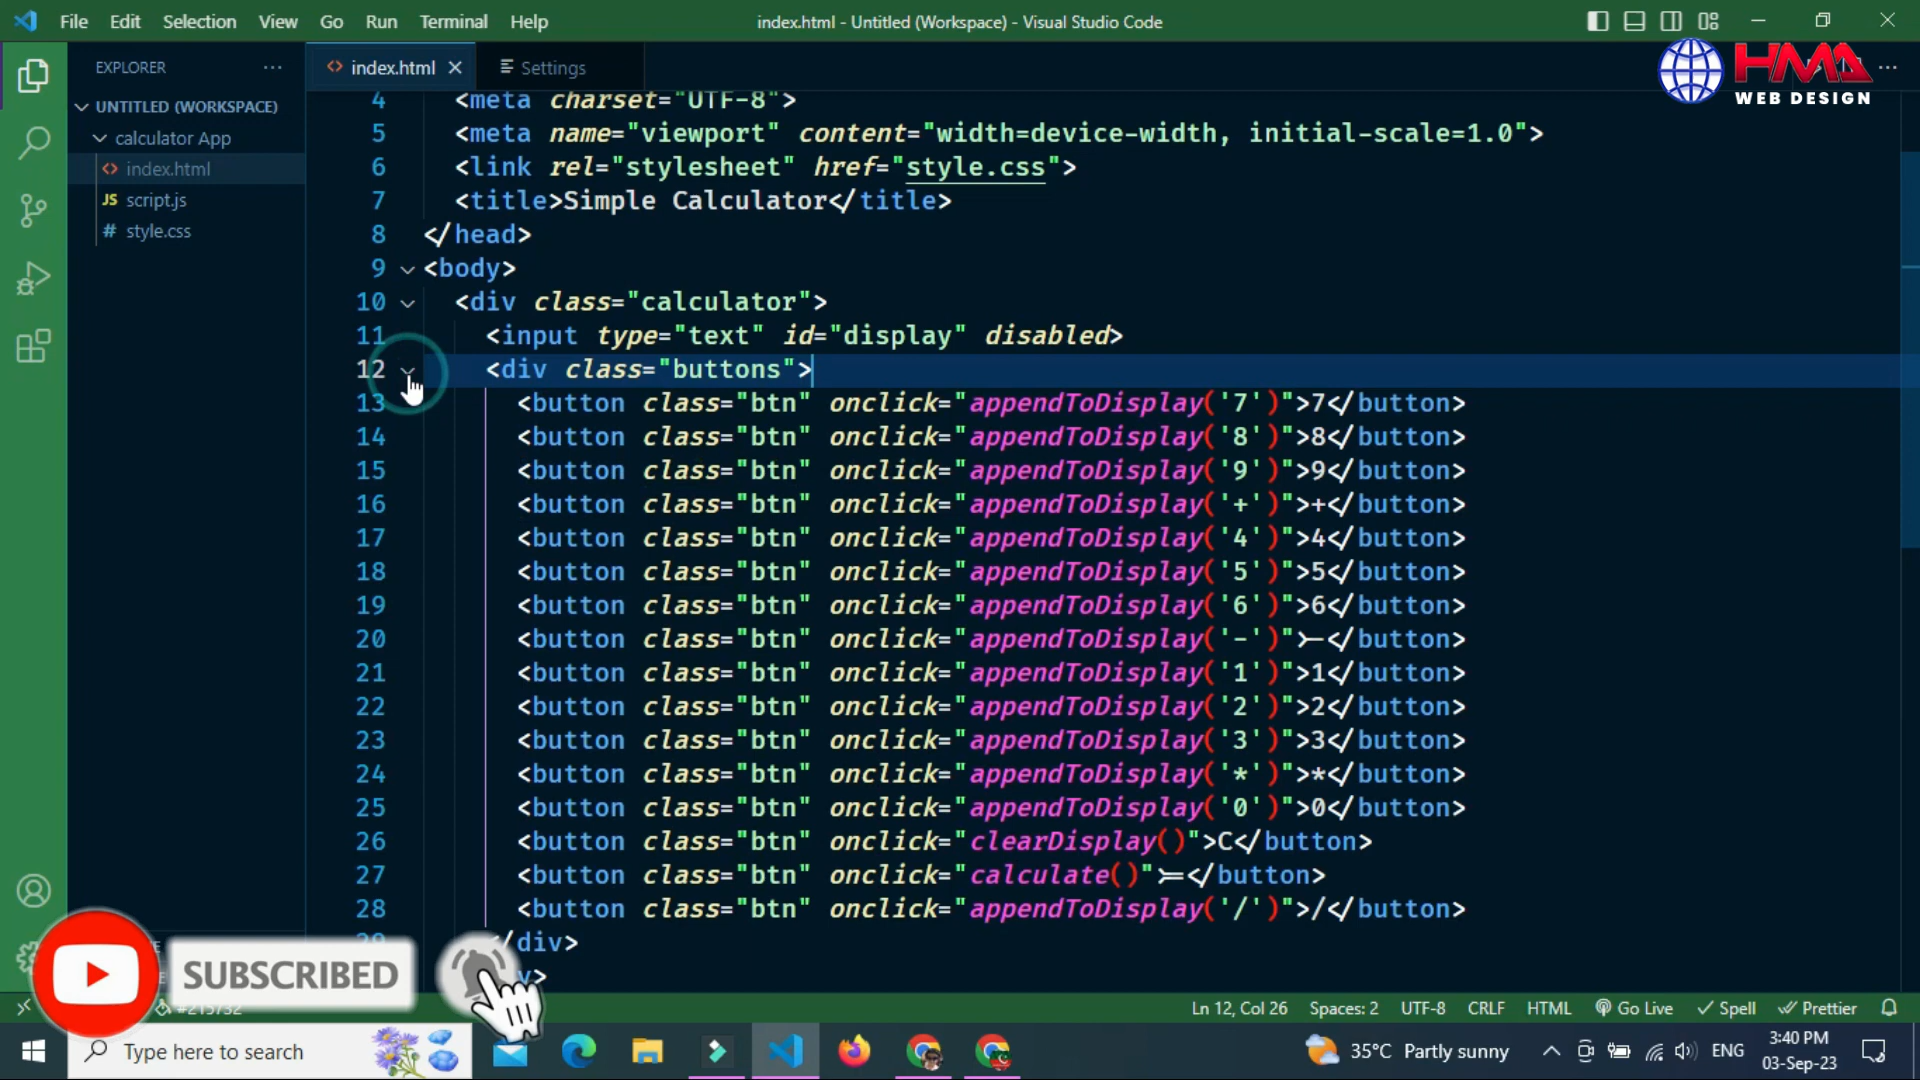 File Edit Selection View Go Run Terminal Help
index.html - Untitled (Workspace) - Visual Studio Code
HMA
WEB DESIGN
EXPLORER
UNTITLED (WORKSPACE)
calculator App
index.html
JS script.js
# style.css
index.html
Settings
4 <meta charset="UTF-8">
5 <meta name="viewport" content="width=device-width, initial-scale=1.0">
6 <link rel="stylesheet" href="style.css">
7 <title>Simple Calculator</title>
8 </head>
9 <body>
10 <div class="calculator">
11 <input type="text" id="display" disabled>
12 <div class="buttons">
13 <button class="btn" onclick="appendToDisplay('7')">7</button>
14 <button class="btn" onclick="appendToDisplay('8')">8</button>
15 <button class="btn" onclick="appendToDisplay('9')">9</button>
16 <button class="btn" onclick="appendToDisplay('+')">+</button>
17 <button class="btn" onclick="appendToDisplay('4')">4</button>
18 <button class="btn" onclick="appendToDisplay('5')">5</button>
19 <button class="btn" onclick="appendToDisplay('6')">6</button>
20 <button class="btn" onclick="appendToDisplay('-')">-</button>
21 <button class="btn" onclick="appendToDisplay('1')">1</button>
22 <button class="btn" onclick="appendToDisplay('2')">2</button>
23 <button class="btn" onclick="appendToDisplay('3')">3</button>
24 <button class="btn" onclick="appendToDisplay('*')">*</button>
25 <button class="btn" onclick="appendToDisplay('0')">0</button>
26 <button class="btn" onclick="clearDisplay()">C</button>
27 <button class="btn" onclick="calculate()">=</button>
28 <button class="btn" onclick="appendToDisplay('/')">/</button>
/div>
SUBSCRIBED
Ln 12, Col 26 Spaces: 2 UTF-8 CRLF HTML Go Live Spell Prettier
Type here to search
35°C Partly sunny
ENG
3:40 PM
03-Sep-23